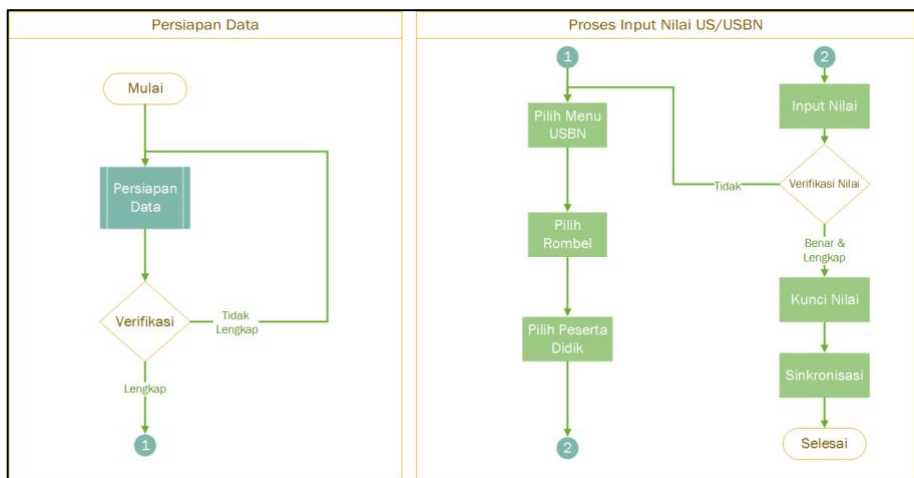 Persiapan Data
Mulai
Persiapan
Data
Verifikasi
Tidak
Lengkap
Lengkap
1
Proses Input Nilai US/USBN
1
Pilih Menu
USBN
Pilih
Rombel
Pilih Peserta
Didik
2
2
Input Nilai
Verifikasi Nilai
Tidak
Benar &
Lengkap
Kunci Nilai
Sinkronisasi
Selesai